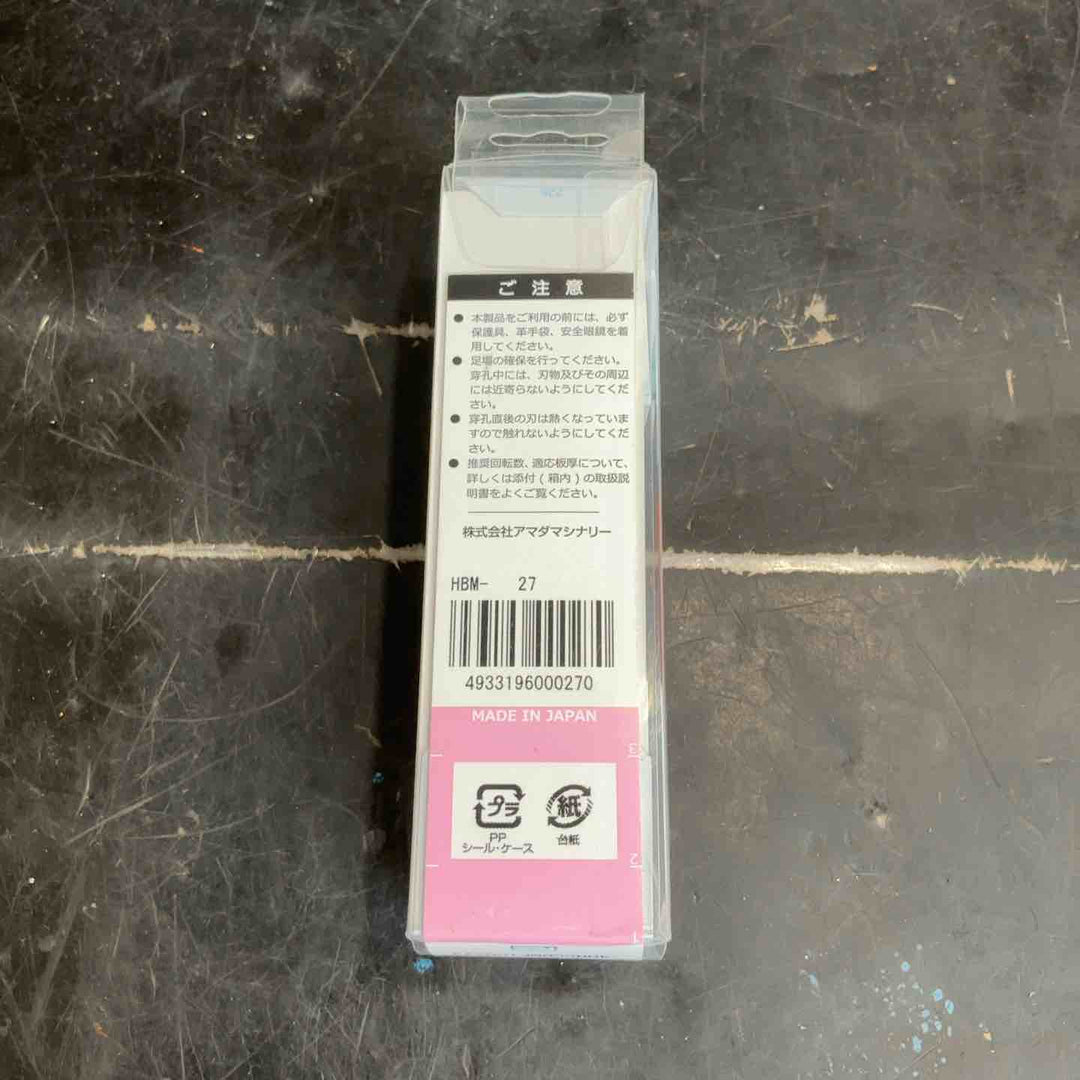 ご注意
● 本製品をご利用の前には、必ず
保護具、革手袋、安全眼鏡を着
用してください。
● 足場の確保を行ってください。
穿孔中には、刃物及びその周辺
には近寄らないようにしてくだ
さい。
● 穿孔直後の刃は熱くなっていま
すので触れないようにしてくだ
さい。
● 推奨回転数、適応板厚について、
詳しくは添付(箱内)の取扱説
明書をよくご覧ください。
株式会社アマダマシナリー
HBM- 27
4933196000270
MADE IN JAPAN
3
プラ 紙
PP
シール・ケース 台紙
2
1